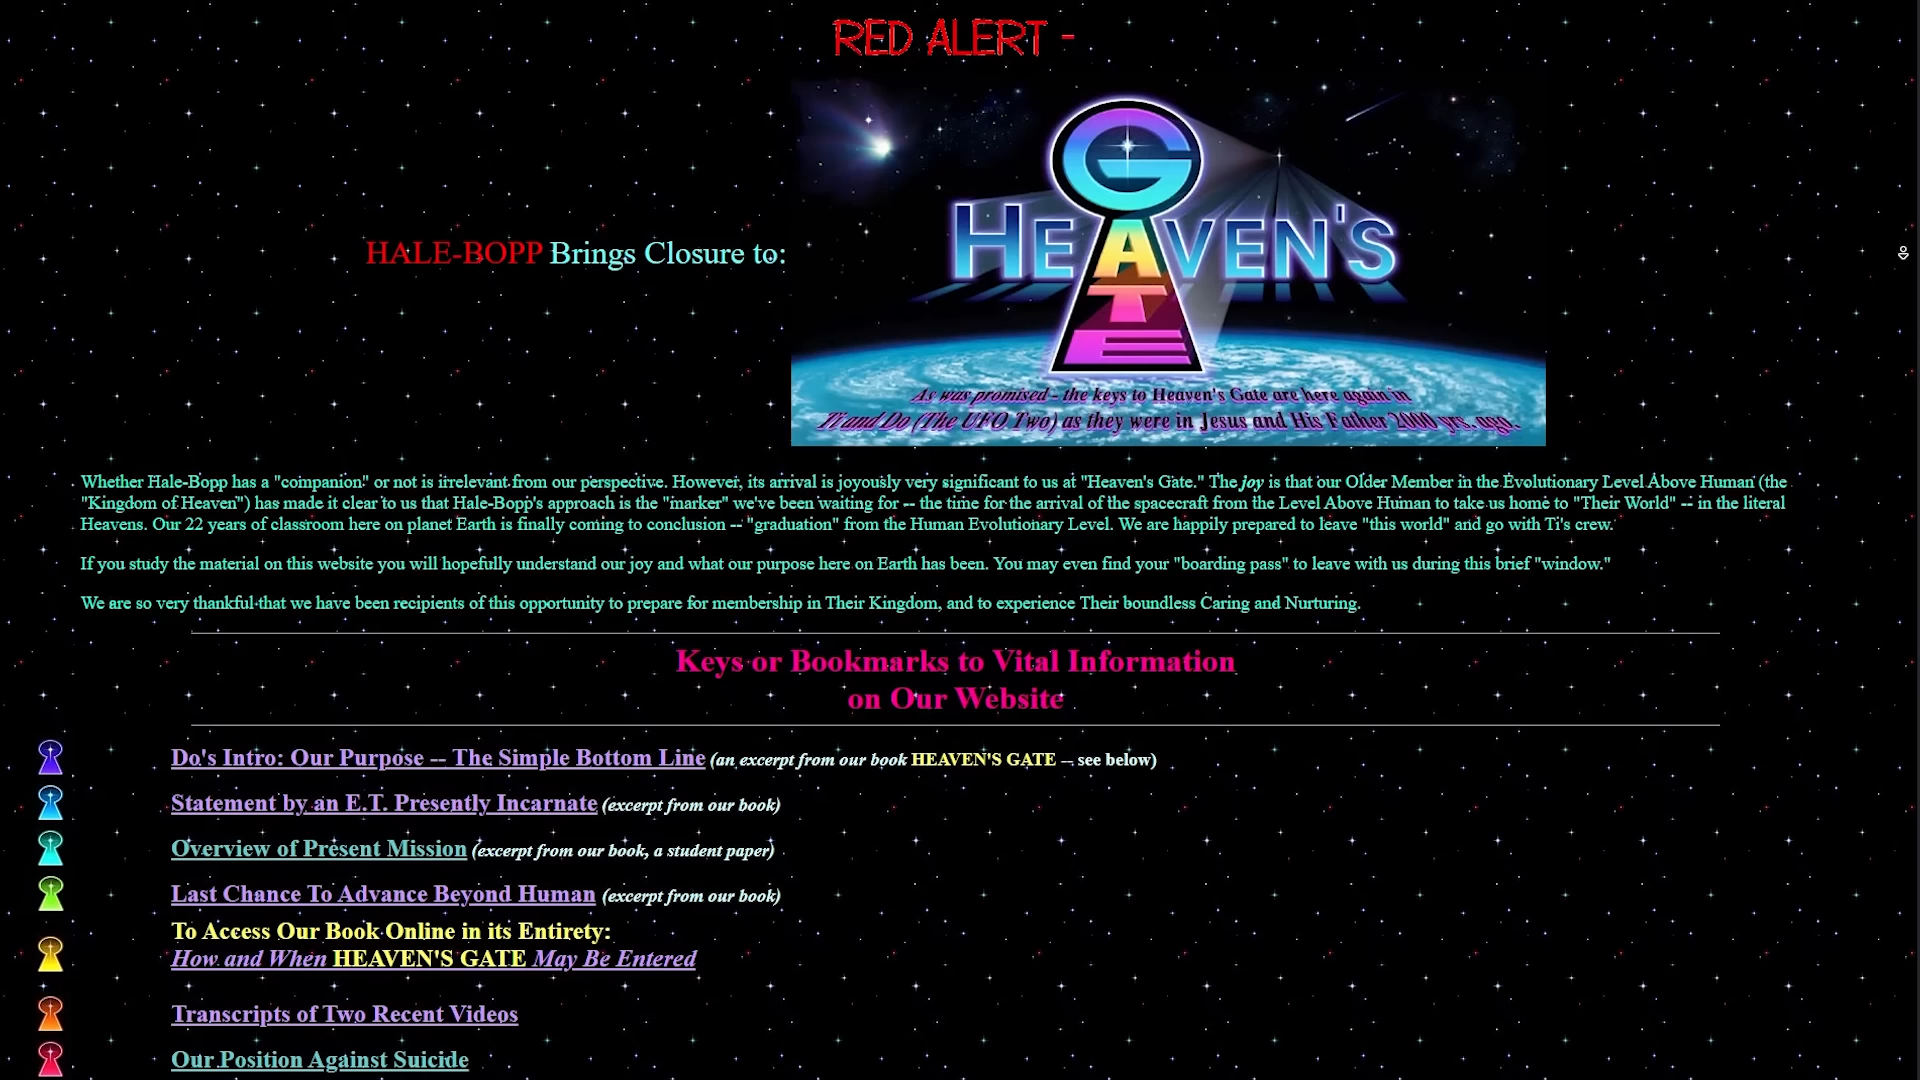 RED ALERT -
HALE-BOPP Brings Closure to:
HEAVEN'S
GATE
As was promised - the keys to Heaven's Gate are here again in
Ti and Do (The UFO Two) as they were in Jesus and His Father 2000 yrs. ago.
Whether Hale-Bopp has a "companion" or not is irrelevant from our perspective. However, its arrival is joyously very significant to us at "Heaven's Gate." The joy is that our Older Member in the Evolutionary Level Above Human (the
"Kingdom of Heaven") has made it clear to us that Hale-Bopp's approach is the "marker" we've been waiting for -- the time for the arrival of the spacecraft from the Level Above Human to take us home to "Their World" -- in the literal
Heavens. Our 22 years of classroom here on planet Earth is finally coming to conclusion -- "graduation" from the Human Evolutionary Level. We are happily prepared to leave "this world" and go with Ti's crew.
If you study the material on this website you will hopefully understand our joy and what our purpose here on Earth has been. You may even find your "boarding pass" to leave with us during this brief "window."
We are so very thankful that we have been recipients of this opportunity to prepare for membership in Their Kingdom, and to experience Their boundless Caring and Nurturing.
Keys or Bookmarks to Vital Information
on Our Website
Do's Intro: Our Purpose -- The Simple Bottom Line (an excerpt from our book HEAVEN'S GATE -- see below)
Statement by an E.T. Presently Incarnate (excerpt from our book)
Overview of Present Mission (excerpt from our book, a student paper)
Last Chance To Advance Beyond Human (excerpt from our book)
To Access Our Book Online in its Entirety:
How and When HEAVEN'S GATE May Be Entered
Transcripts of Two Recent Videos
Our Position Against Suicide